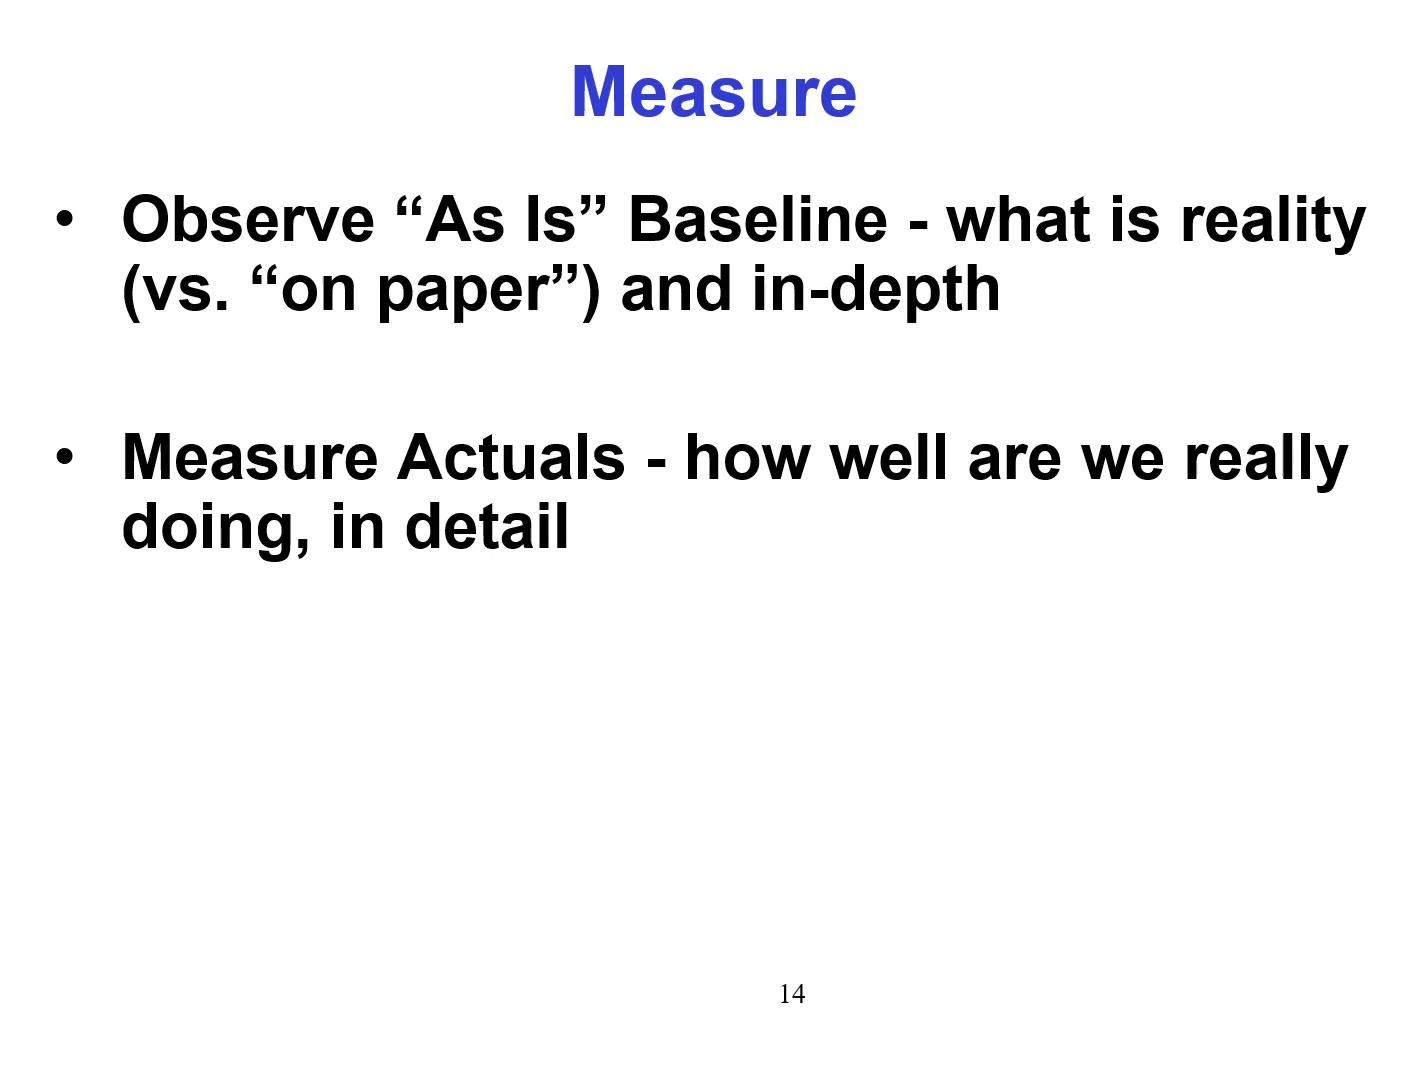 Measure
• Observe “As Is” Baseline - what is reality
(vs. “on paper”) and in-depth
• Measure Actuals - how well are we really
doing, in detail
14